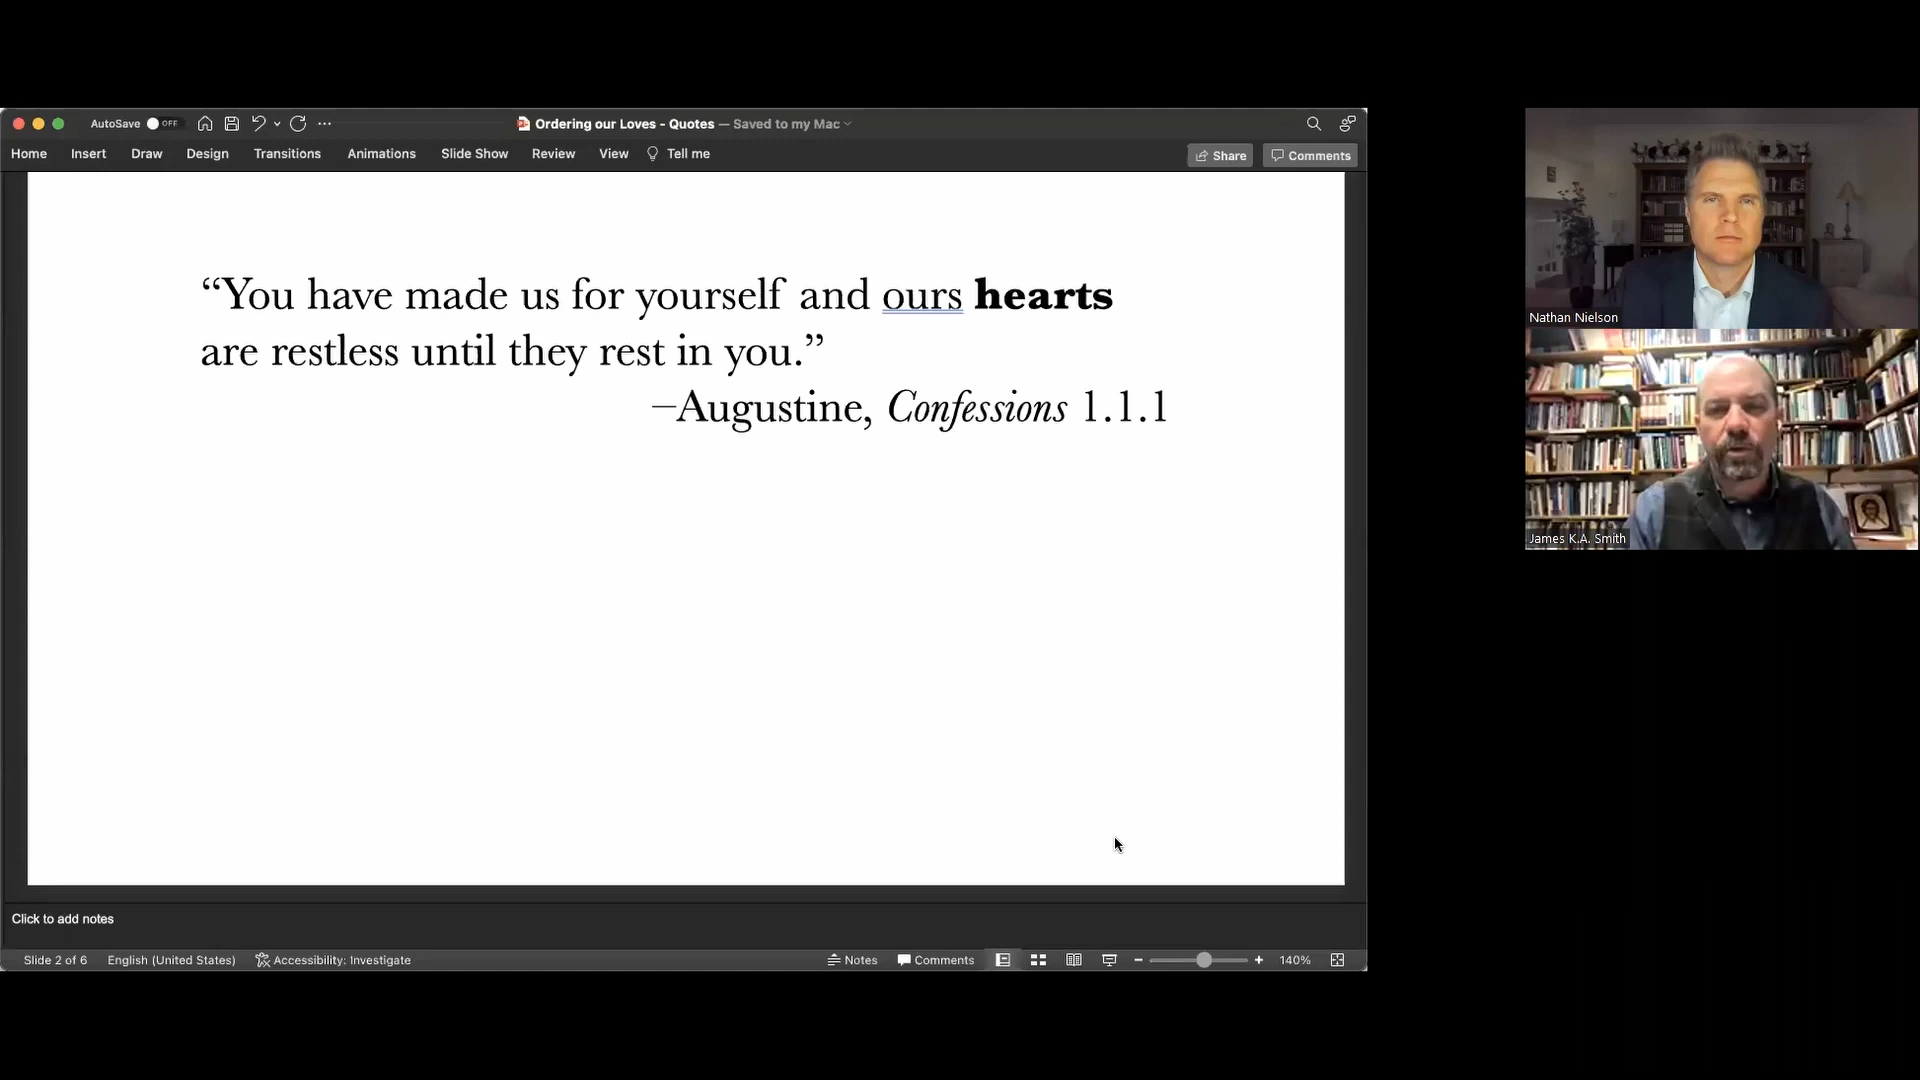 AutoSave OFF
Ordering our Loves - Quotes — Saved to my Mac
Home Insert Draw Design Transitions Animations Slide Show Review View Tell me
Share Comments
“You have made us for yourself and ours hearts
are restless until they rest in you.”
–Augustine, Confessions 1.1.1
Click to add notes
Slide 2 of 6 English (United States) Accessibility: Investigate Notes Comments 140%
Nathan Nielson
James K.A. Smith